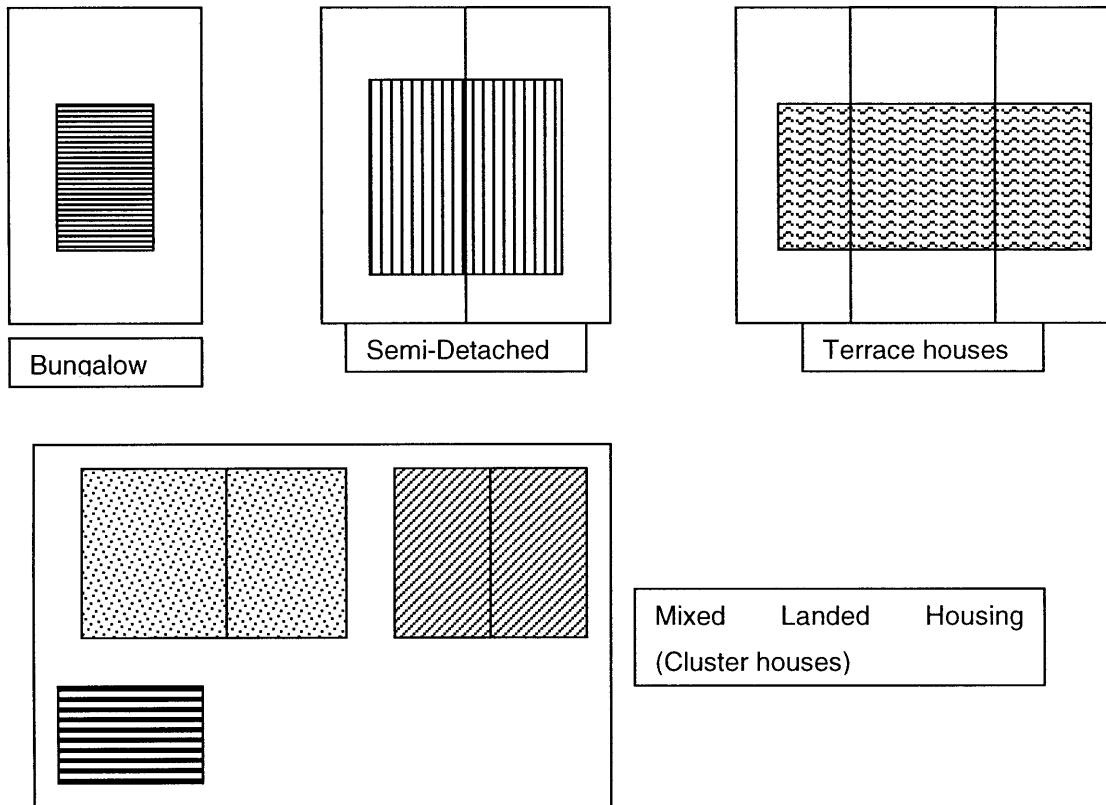 Bungalow
Semi-Detached
Terrace houses
Mixed Landed Housing
(Cluster houses)